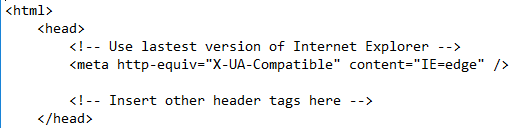 <html>
<head>
<!-- Use lastest version of Internet Explorer -->
<meta http-equiv="X-UA-Compatible" content="IE=edge" />
<!-- Insert other header tags here -->
</head>